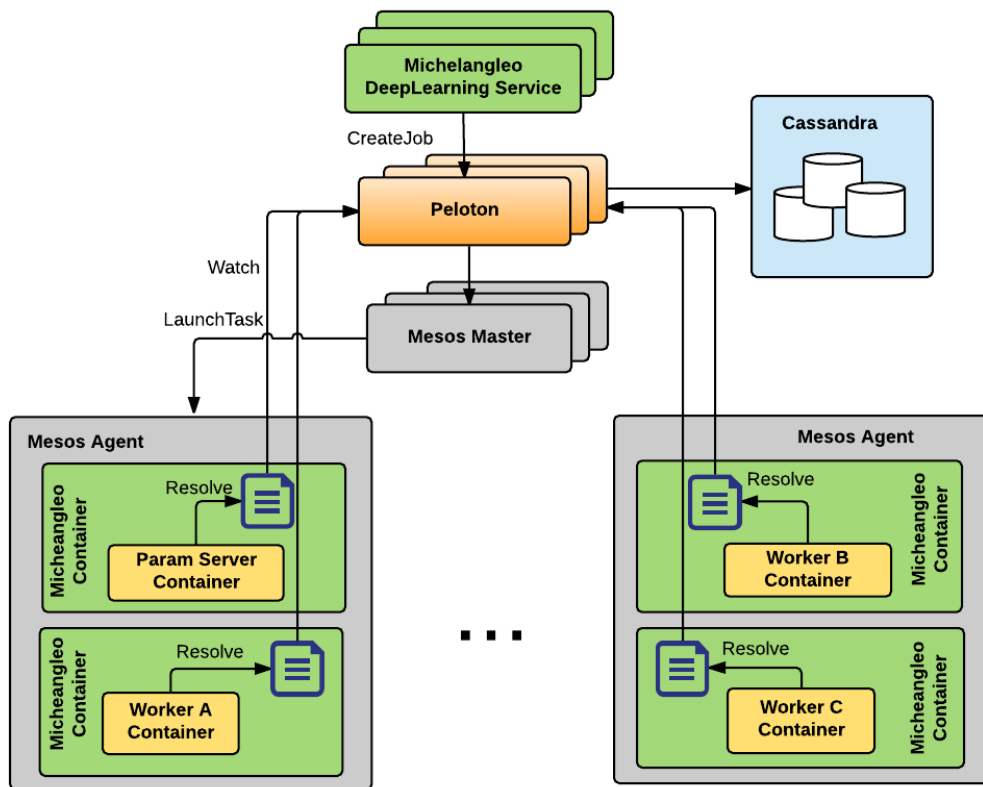 Michelangleo
DeepLearning Service
CreateJob
Cassandra
Peloton
Watch
LaunchTask
Mesos Master
Mesos Agent
Micheangleo
Container
Resolve
Param Server
Container
Micheangleo
Container
Resolve
Worker A
Container
...
Mesos Agent
Resolve
Worker B
Container
Micheangleo
Container
Resolve
Worker C
Container
Micheangleo
Container